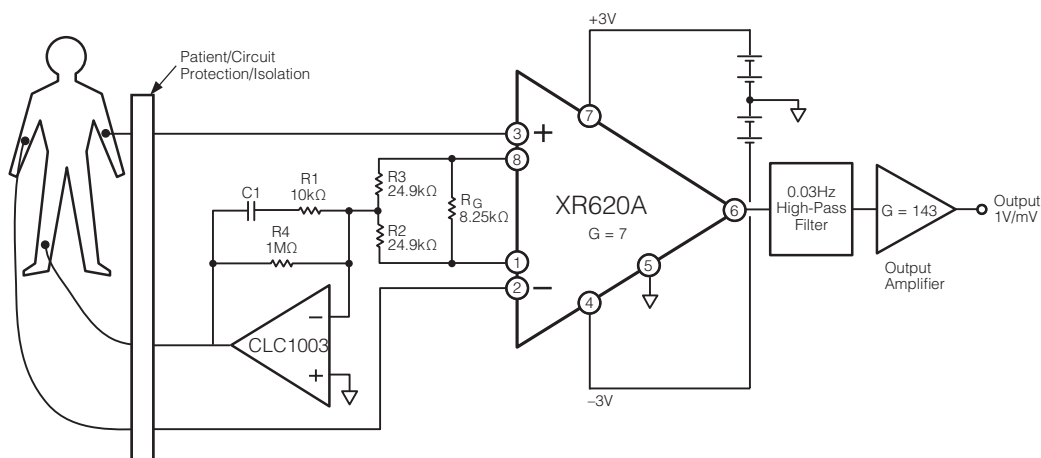 Patient/Circuit
Protection/Isolation
+3V
7
3
+
8
C1
R1
10kΩ
R3
24.9kΩ
RG
8.25kΩ
XR620A
G = 7
6
0.03Hz
High-Pass
Filter
G = 143
Output
1V/mV
R4
1MΩ
R2
24.9kΩ
1
2
−
5
4
Output
Amplifier
−
CLC1003
+
–3V